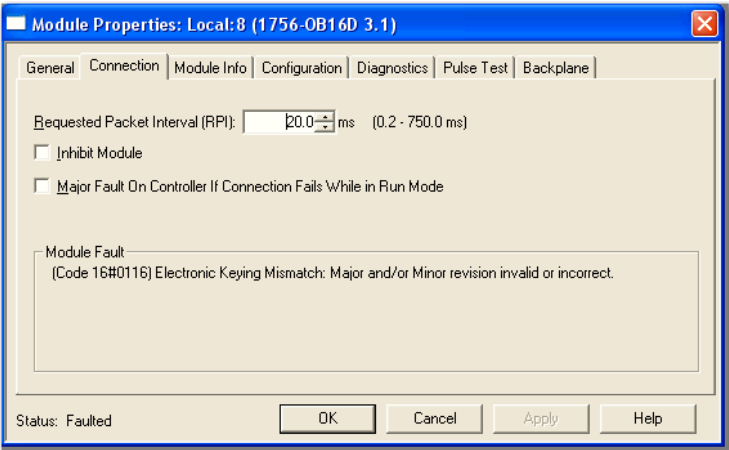 Module Properties: Local:8 (1756-OB16D 3.1)
General Connection Module Info Configuration Diagnostics Pulse Test Backplane
Requested Packet Interval (RPI): 20.0 ms (0.2 - 750.0 ms)
Inhibit Module
Major Fault On Controller If Connection Fails While in Run Mode
Module Fault
(Code 16#0116) Electronic Keying Mismatch: Major and/or Minor revision invalid or incorrect.
Status: Faulted OK Cancel Apply Help